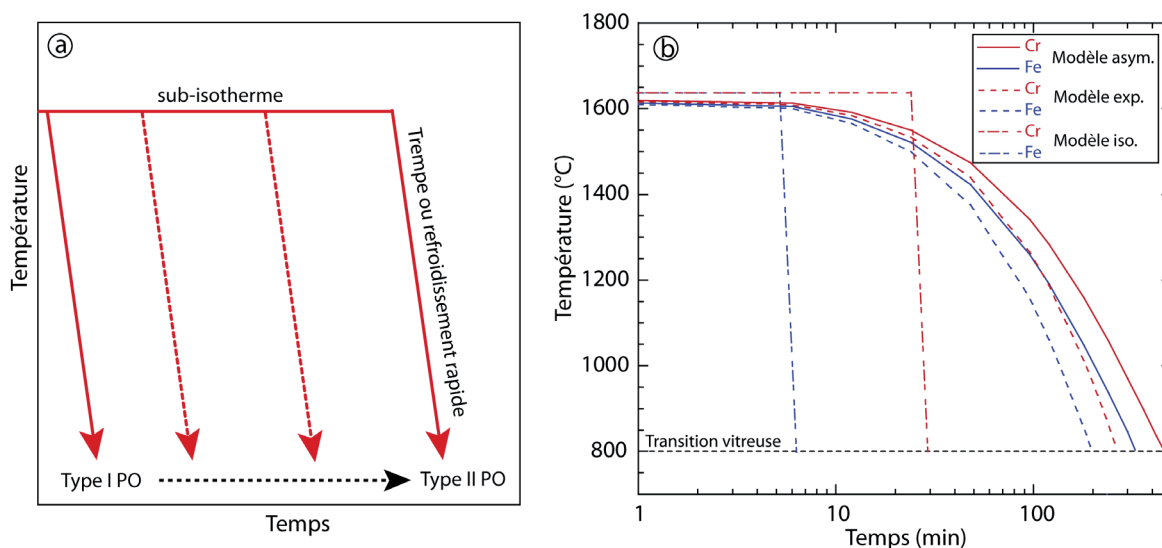 a
sub-isotherme
Trempe ou refroidissement rapide
Température
Type I PO
Type II PO
Temps
b
1800
1600
1400
1200
1000
800
Température (°C)
Cr
Fe
Modèle asym.
Cr
Fe
Modèle exp.
Cr
Fe
Modèle iso.
Transition vitreuse
1
10
100
Temps (min)